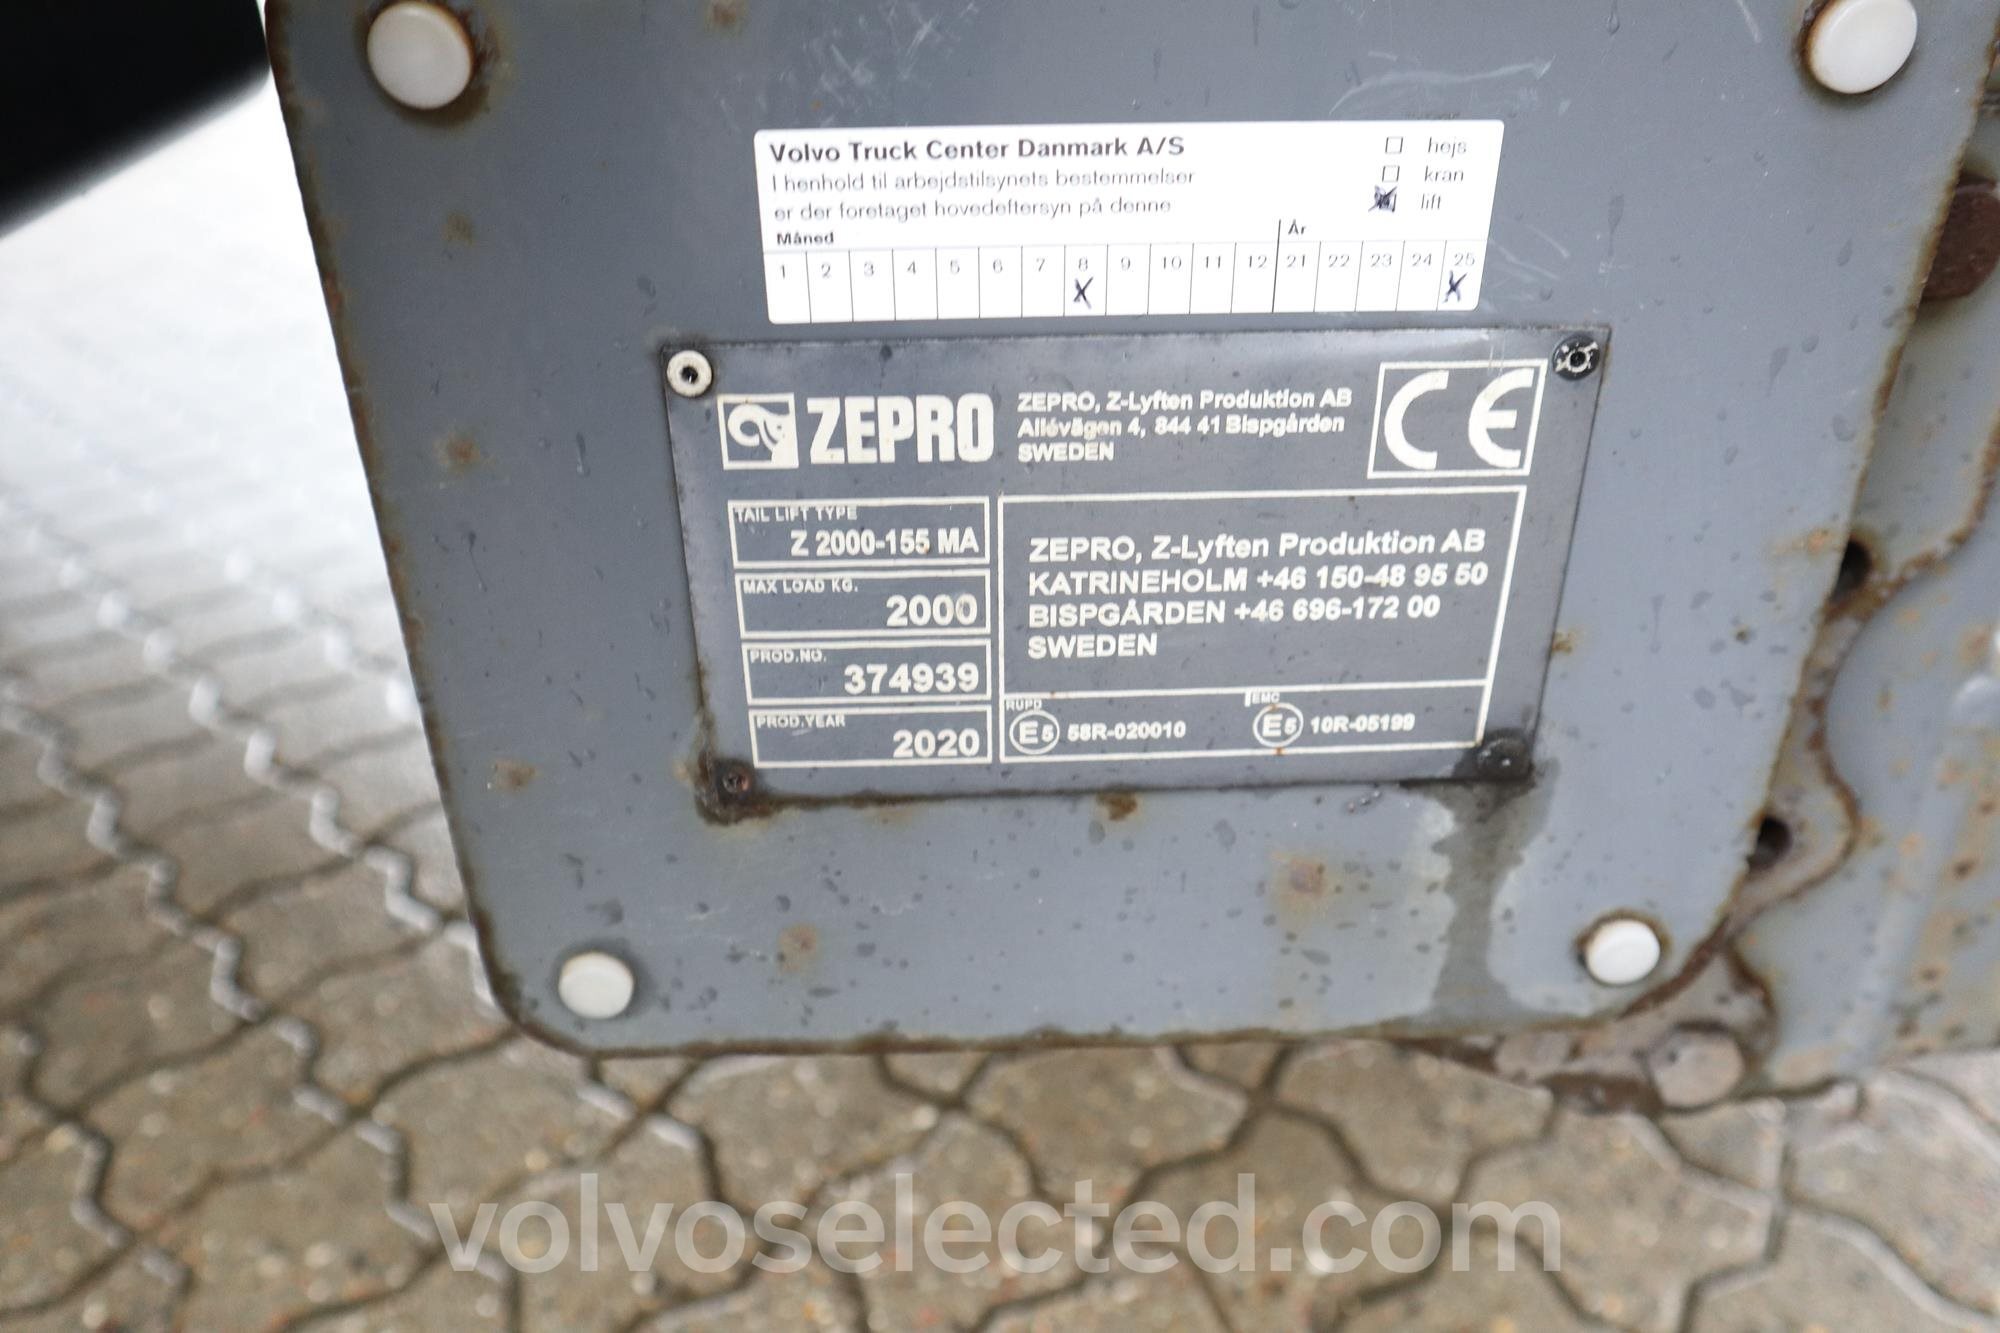 Volvo Truck Center Danmark A/S
I henhold til arbejdstilsynets bestemmelser
er der foretaget hovedeftersyn på denne
hejs
kran
lift
Måned År
1 2 3 4 5 6 7 8 9 10 11 12 21 22 23 24 25
X X
ZEPRO
ZEPRO, Z-Lyften Produktion AB
Allévägen 4, 844 41 Bispgården
SWEDEN
CE
TAIL LIFT TYPE
Z 2000-155 MA
MAX LOAD KG.
2000
PROD.NO.
374939
PROD.YEAR
2020
ZEPRO, Z-Lyften Produktion AB
KATRINEHOLM +46 150-48 95 50
BISPGÅRDEN +46 696-172 00
SWEDEN
RUPD
E5 58R-020010
EMC
E5 10R-05199
volvoselected.com